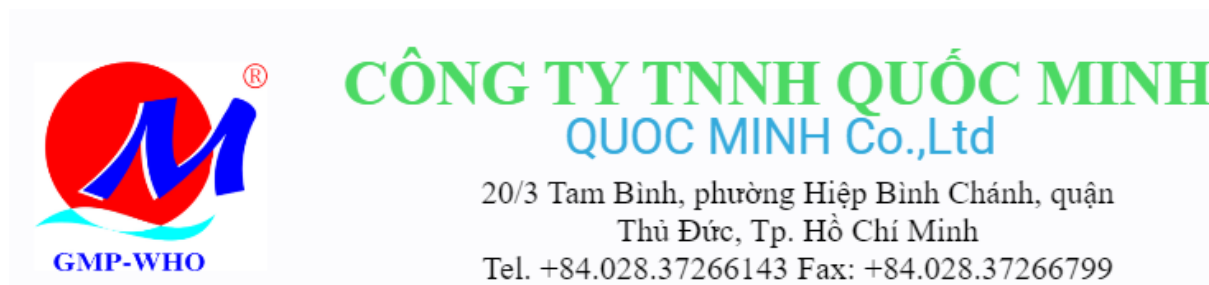 M ®
GMP-WHO
CÔNG TY TNNH QUỐC MINH
QUOC MINH Co.,Ltd
20/3 Tam Bình, phường Hiệp Bình Chánh, quận
Thủ Đức, Tp. Hồ Chí Minh
Tel. +84.028.37266143 Fax: +84.028.37266799